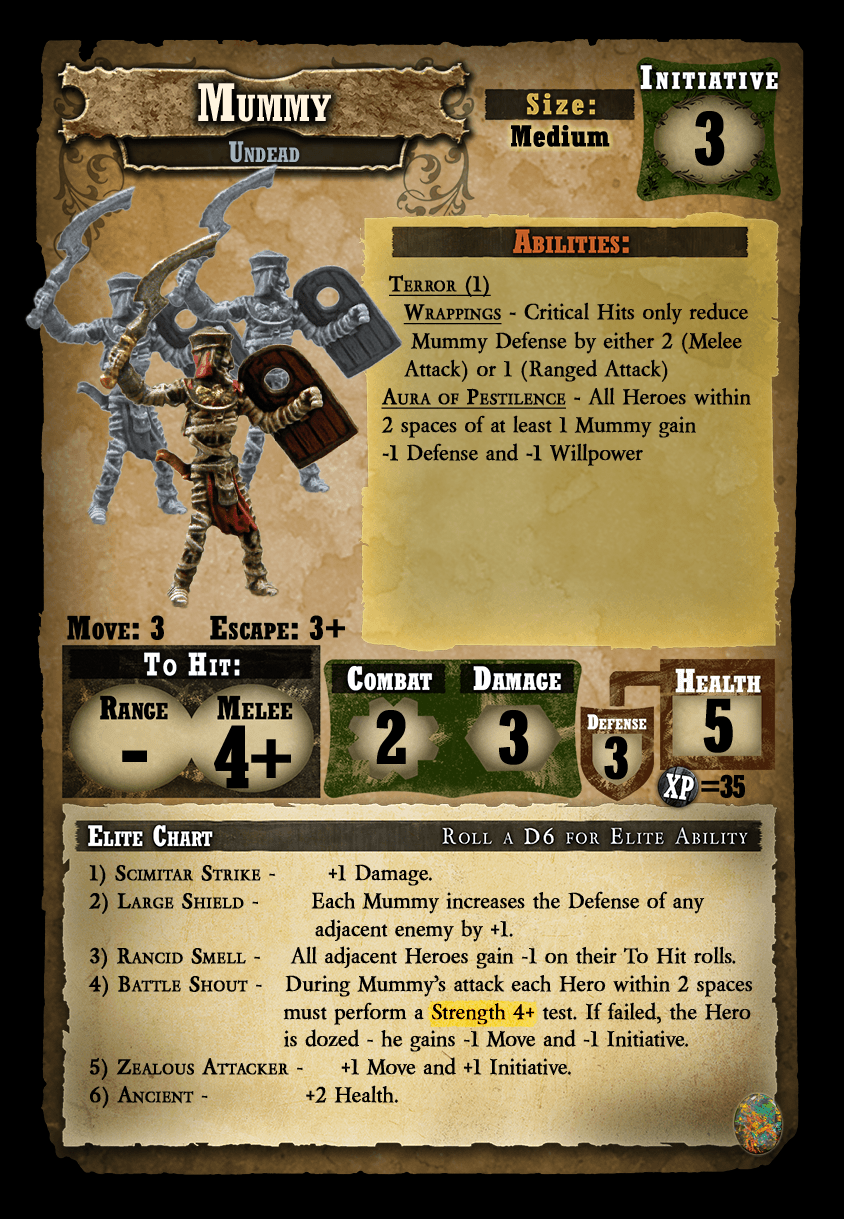 Mummy
Undead
Size:
Medium
Initiative
3
Abilities:
Terror (1)
Wrappings - Critical Hits only reduce
Mummy Defense by either 2 (Melee
Attack) or 1 (Ranged Attack)
Aura of Pestilence - All Heroes within
2 spaces of at least 1 Mummy gain
-1 Defense and -1 Willpower
Move: 3 Escape: 3+
To Hit:
Range Melee
- 4+
Combat Damage
2 3
Defense
3
Health
5
XP =35
Elite Chart Roll a D6 for Elite Ability
1) Scimitar Strike - +1 Damage.
2) Large Shield - Each Mummy increases the Defense of any
adjacent enemy by +1.
3) Rancid Smell - All adjacent Heroes gain -1 on their To Hit rolls.
4) Battle Shout - During Mummy's attack each Hero within 2 spaces
must perform a Strength 4+ test. If failed, the Hero
is dozed - he gains -1 Move and -1 Initiative.
5) Zealous Attacker - +1 Move and +1 Initiative.
6) Ancient - +2 Health.